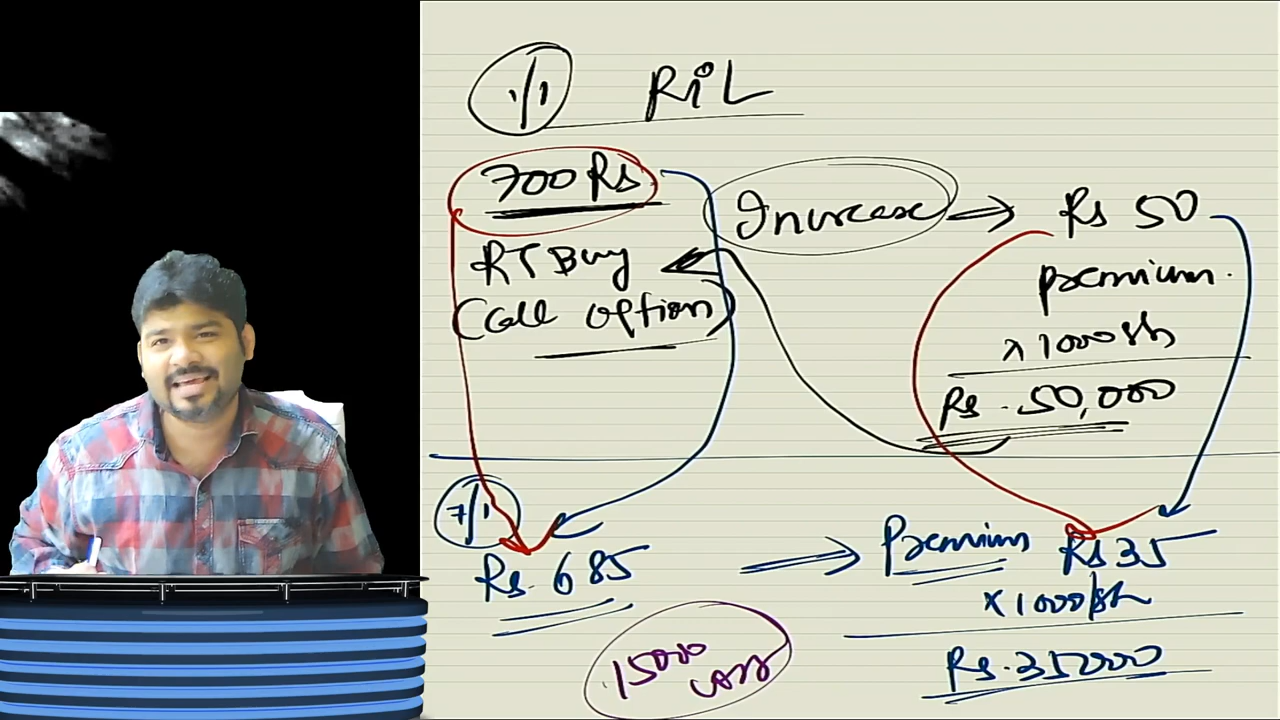 1/1 RiL
700 Rs. Increase ⇒ Rs 50
RT Buy premium.
(Call option) x 1000 sh
Rs. 50,000
7/1
Rs. 685 ⇒ Premium Rs 35
x 1000/sh
15000 loss Rs. 35000